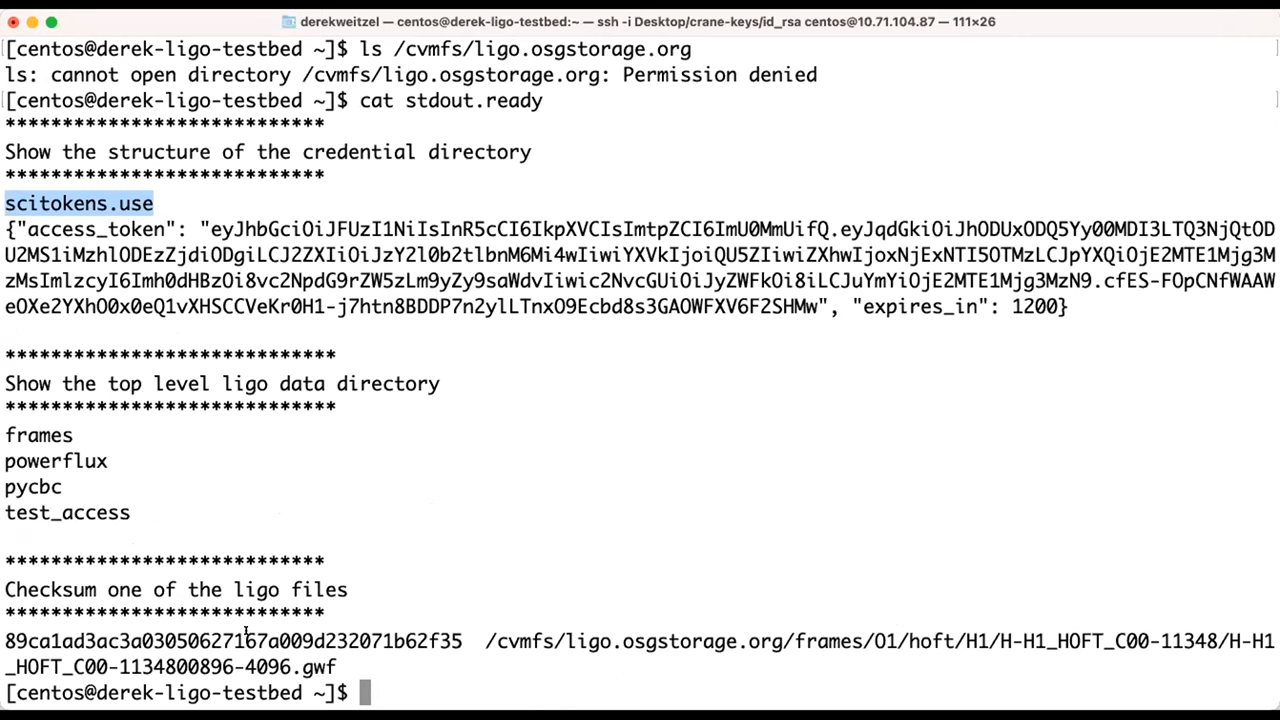 derekweitzel — centos@derek-ligo-testbed:~ — ssh -i Desktop/crane-keys/id_rsa centos@10.71.104.87 — 111×26
[centos@derek-ligo-testbed ~]$ ls /cvmfs/ligo.osgstorage.org
ls: cannot open directory /cvmfs/ligo.osgstorage.org: Permission denied
[centos@derek-ligo-testbed ~]$ cat stdout.ready
****************************
Show the structure of the credential directory
****************************
scitokens.use
{"access_token": "eyJhbGciOiJFUzI1NiIsInR5cCI6IkpXVCIsImtpZCI6ImU0MmUifQ.eyJqdGkiOiJhODUxODQ5Yy00MDI3LTQ3NjQtOD
U2MS1iMzhlODEzZjdiODgiLCJ2ZXIiOiJzY2l0b2tlbnM6Mi4wIiwiYXVkIjoiQU5ZIiwiZXhwIjoxNjExNTI5OTMzLCJpYXQiOjE2MTE1Mjg3M
zMsImlzcyI6Imh0dHBzOi8vc2NpdG9rZW5zLm9yZy9saWdvIiwic2NvcGUiOiJyZWFkOi8iLCJuYmYiOjE2MTE1Mjg3MzN9.cfES-FOpCNfWAAW
eOXe2YXhO0x0eQ1vXHSCCVeKr0H1-j7htn8BDDP7n2ylLTnxO9Ecbd8s3GAOWFXV6F2SHMw", "expires_in": 1200}
*****************************
Show the top level ligo data directory
*****************************
frames
powerflux
pycbc
test_access
****************************
Checksum one of the ligo files
****************************
89ca1ad3ac3a03050627167a009d232071b62f35  /cvmfs/ligo.osgstorage.org/frames/O1/hoft/H1/H-H1_HOFT_C00-11348/H-H1
_HOFT_C00-1134800896-4096.gwf
[centos@derek-ligo-testbed ~]$